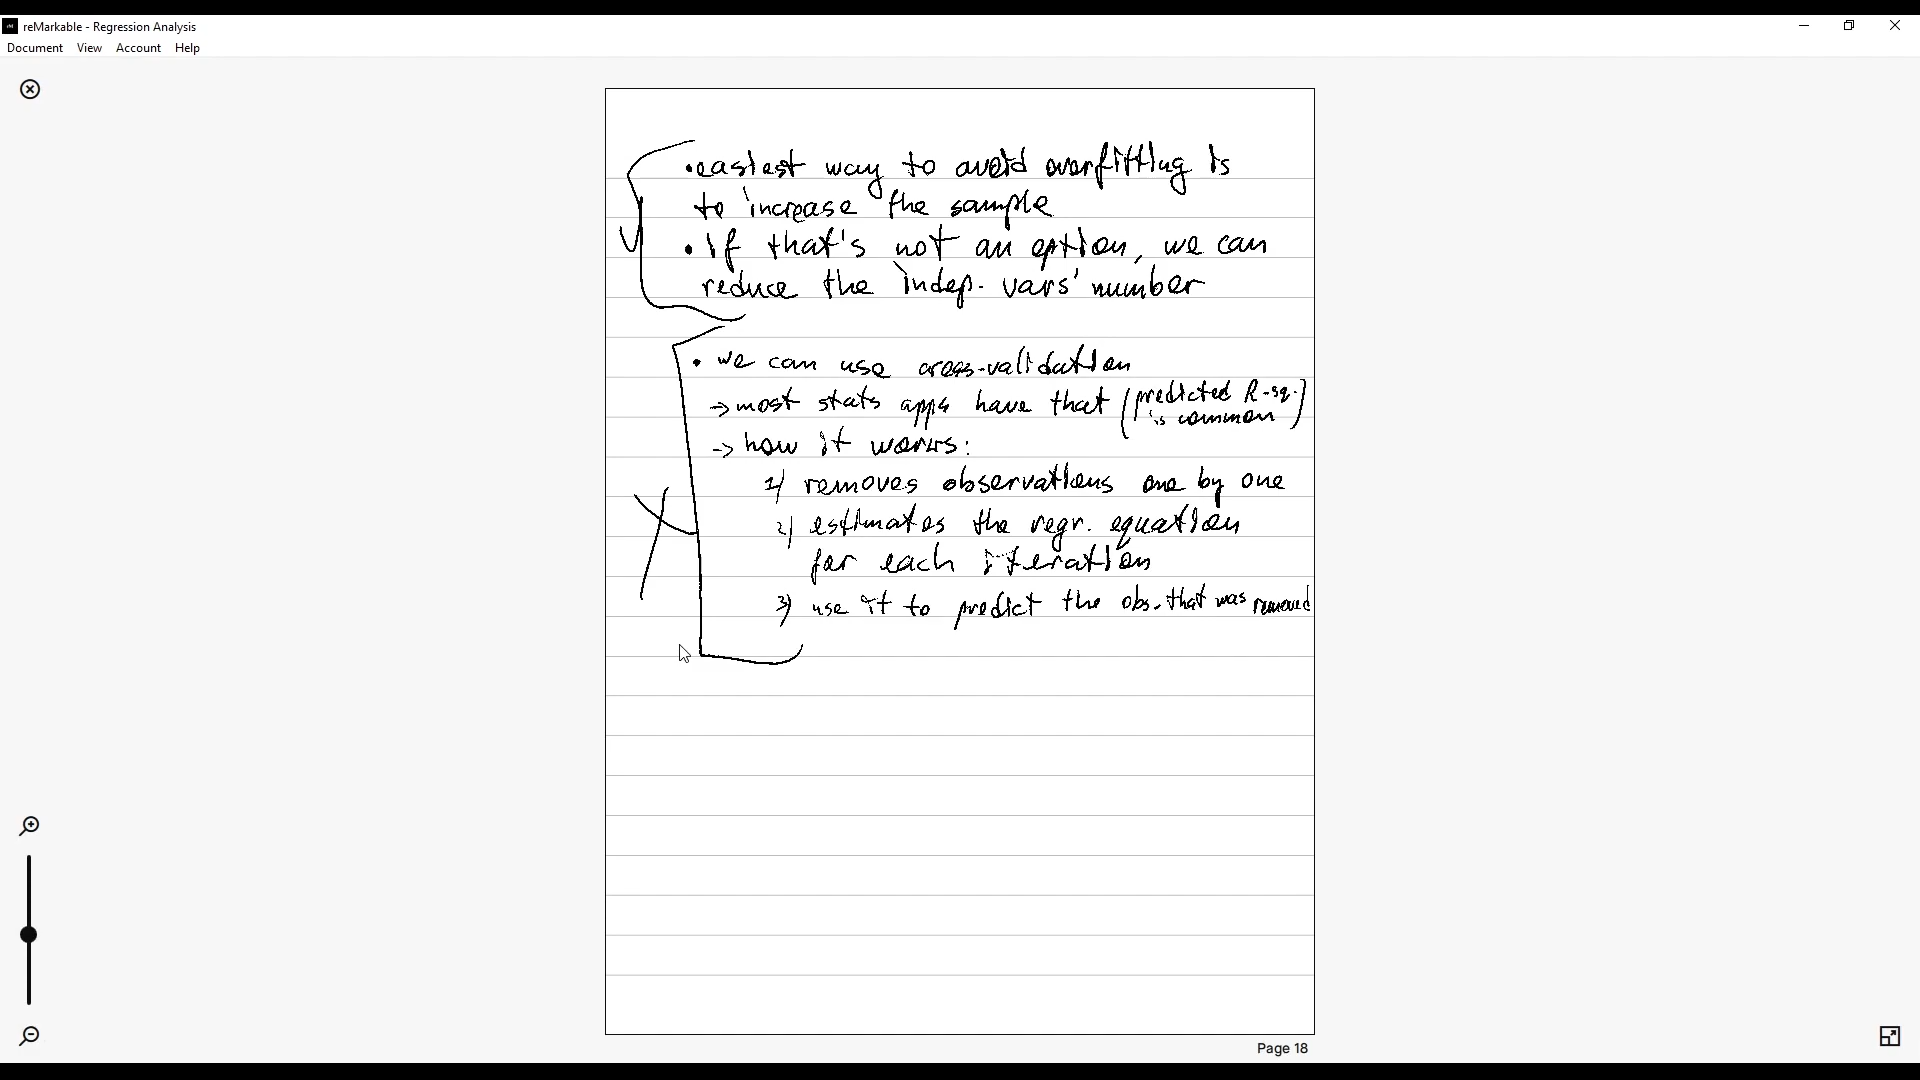 reMarkable - Regression Analysis
Document View Account Help
• easiest way to avoid overfitting is
to increase the sample
• if that's not an option, we can
reduce the indep. vars' number
• we can use cross-validation
→ most stats apps have that (predicted R-sq.
is common)
→ how it works:
1) removes observations one by one
2) estimates the regr. equation
for each iteration
3) use it to predict the obs. that was removed
Page 18